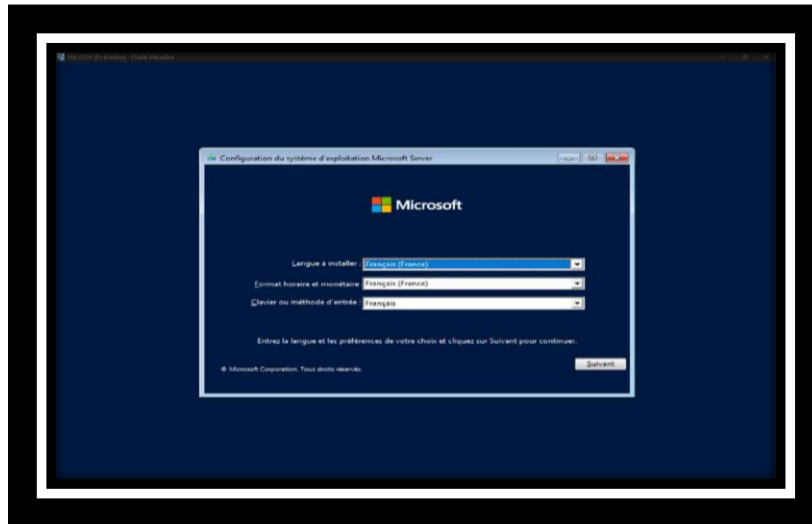 Configuration du système d'exploitation Microsoft Server
Microsoft
Langue à installer : Français (France)
Format horaire et monétaire : Français (France)
Clavier ou méthode d'entrée : Français
Entrez la langue et les préférences de votre choix et cliquez sur Suivant pour continuer.
© Microsoft Corporation. Tous droits réservés.
Suivant